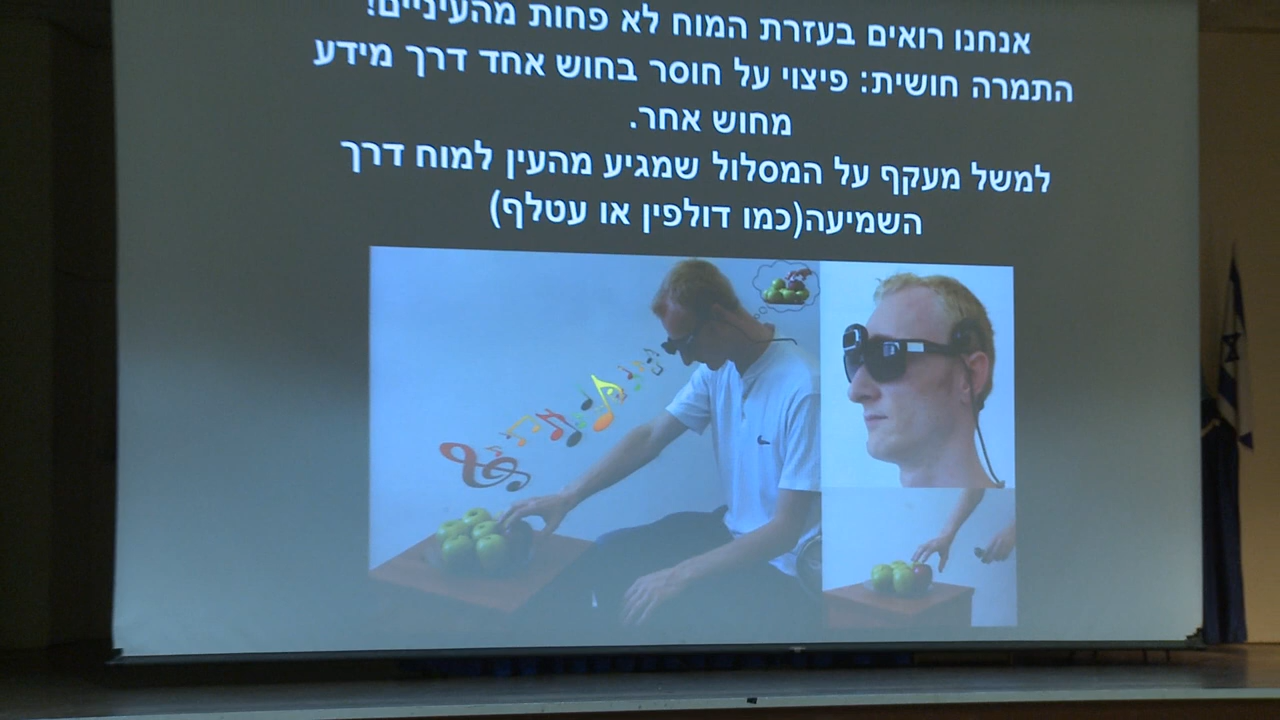 אנחנו רואים בעזרת המוח לא פחות מהעיניים!
התמרה חושית: פיצוי על חוסר בחוש אחד דרך מידע
מחוש אחר.
למשל מעקף על המסלול שמגיע מהעין למוח דרך
השמיעה(כמו דולפין או עטלף)